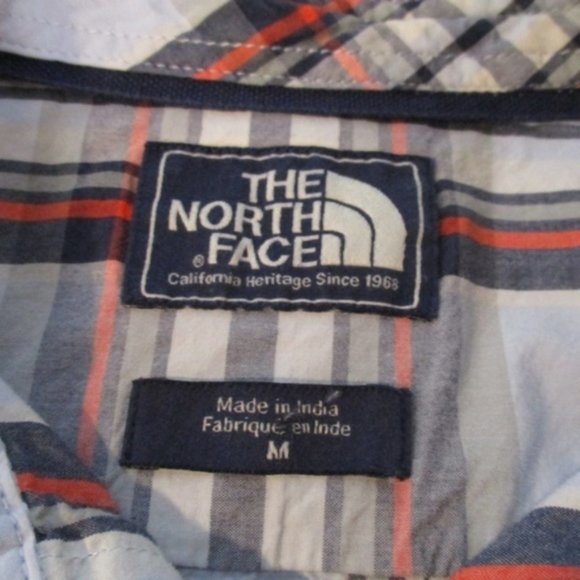 THE
NORTH
FACE
®
California Heritage Since 1968
Made in India
Fabriqué en Inde
M